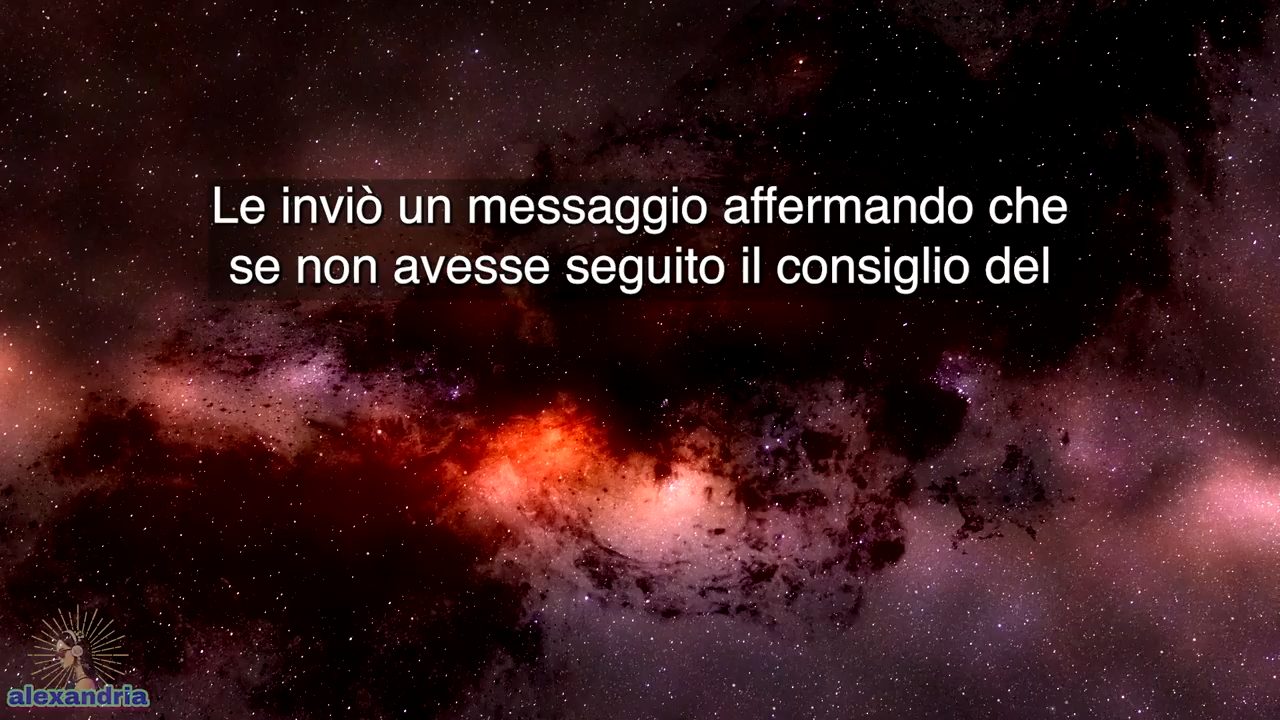 Le inviò un messaggio affermando che
se non avesse seguito il consiglio del
alexandria